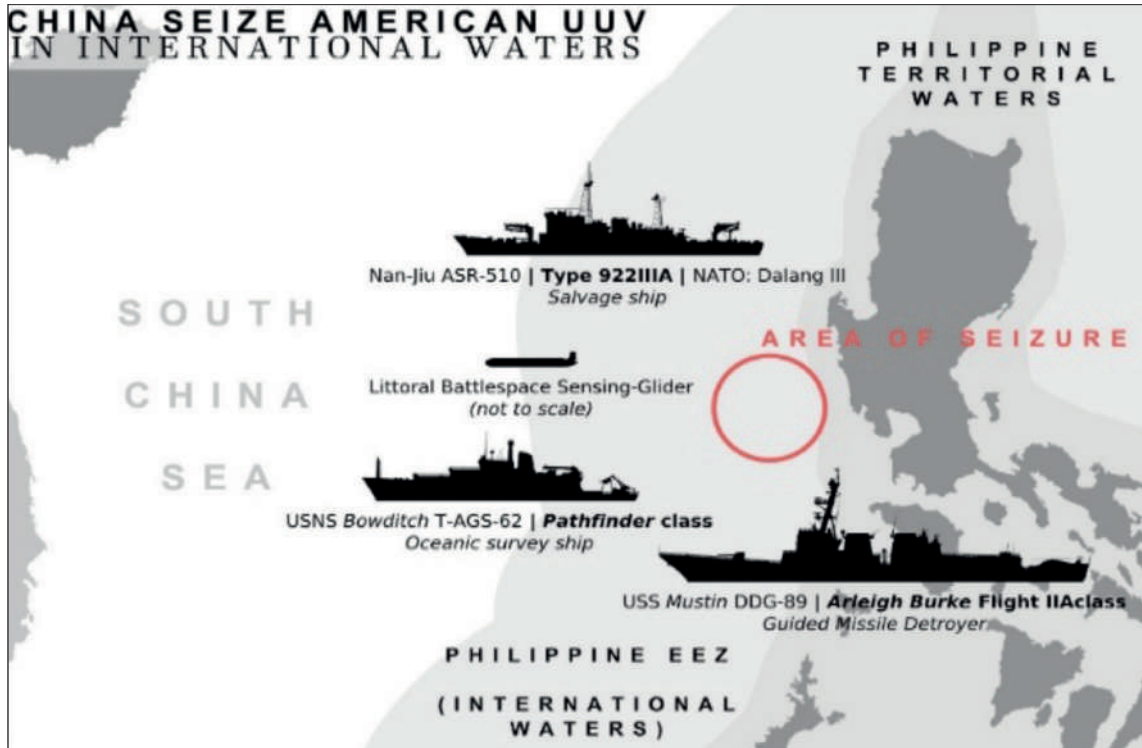 CHINA SEIZE AMERICAN UUV
IN INTERNATIONAL WATERS
PHILIPPINE
TERRITORIAL
WATERS
Nan-Jiu ASR-510 | Type 922IIIA | NATO: Dalang III
Salvage ship
SOUTH
CHINA
SEA
AREA OF SEIZURE
Littoral Battlespace Sensing-Glider
(not to scale)
USNS Bowditch T-AGS-62 | Pathfinder class
Oceanic survey ship
USS Mustin DDG-89 | Arleigh Burke Flight IIAclass
Guided Missile Detroyer
PHILIPPINE EEZ
(INTERNATIONAL
WATERS)